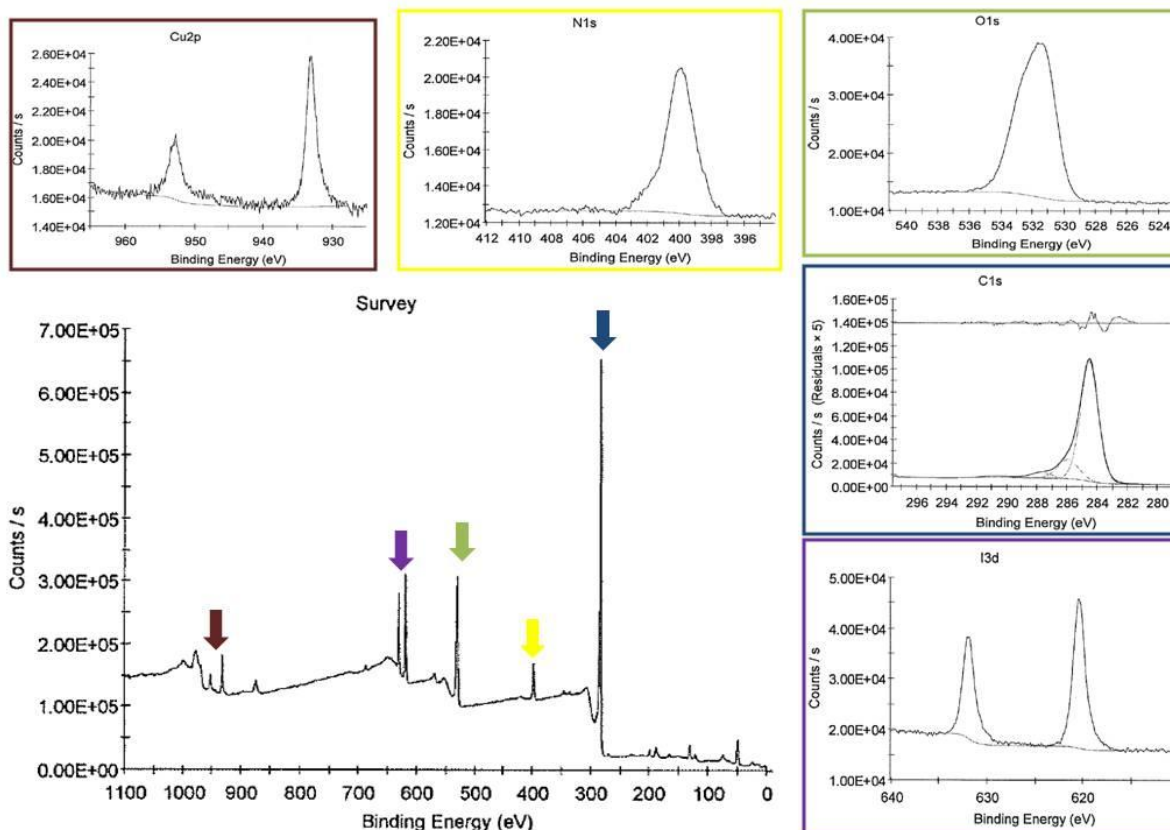 Cu2p
2.60E+04
2.40E+04
2.20E+04
2.00E+04
1.80E+04
1.60E+04
1.40E+04
Counts / s
960 950 940 930
Binding Energy (eV)
N1s
2.20E+04
2.00E+04
1.80E+04
1.60E+04
1.40E+04
1.20E+04
Counts / s
412 410 408 406 404 402 400 398 396
Binding Energy (eV)
O1s
4.00E+04
3.00E+04
2.00E+04
1.00E+04
Counts / s
540 538 536 534 532 530 528 526 524
Binding Energy (eV)
Survey
7.00E+05
6.00E+05
5.00E+05
4.00E+05
3.00E+05
2.00E+05
1.00E+05
0.00E+00
Counts / s
1100 1000 900 800 700 600 500 400 300 200 100 0
Binding Energy (eV)
C1s
1.60E+05
1.40E+05
1.20E+05
1.00E+05
8.00E+04
6.00E+04
4.00E+04
2.00E+04
0.00E+00
Counts / s (Residuals × 5)
296 294 292 290 288 286 284 282 280
Binding Energy (eV)
I3d
5.00E+04
4.00E+04
3.00E+04
2.00E+04
1.00E+04
Counts / s
640 630 620
Binding Energy (eV)